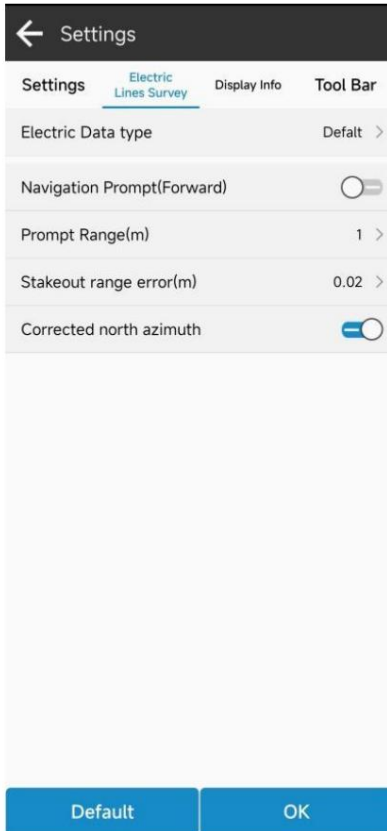 Settings
Settings
Electric
Lines Survey
Display Info
Tool Bar
Electric Data type
Defalt
Navigation Prompt(Forward)
Prompt Range(m)
1
Stakeout range error(m)
0.02
Corrected north azimuth
Default
OK